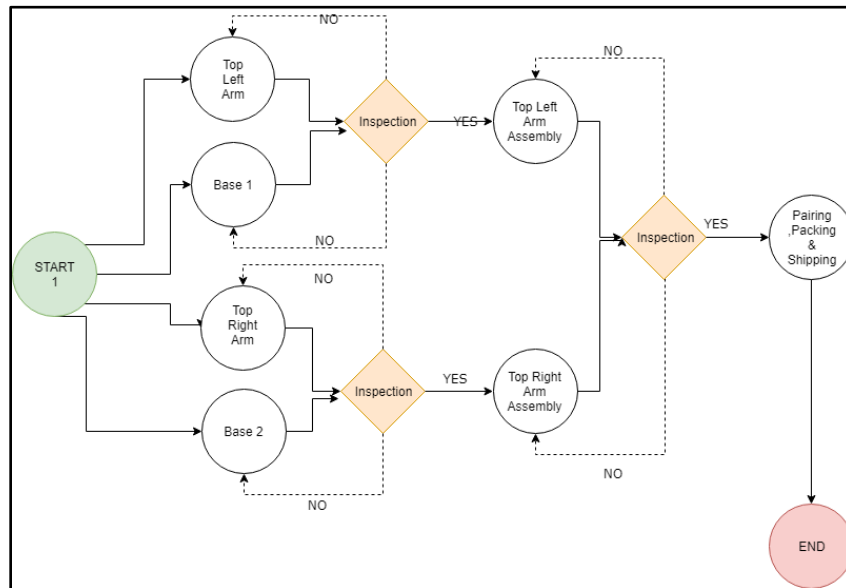 NO
NO
Top
Left
Arm
Inspection
YES
Top Left
Arm
Assembly
Base 1
NO
Inspection
YES
Pairing
,Packing
&
Shipping
START
1
NO
Top
Right
Arm
Inspection
YES
Top Right
Arm
Assembly
Base 2
NO
NO
END